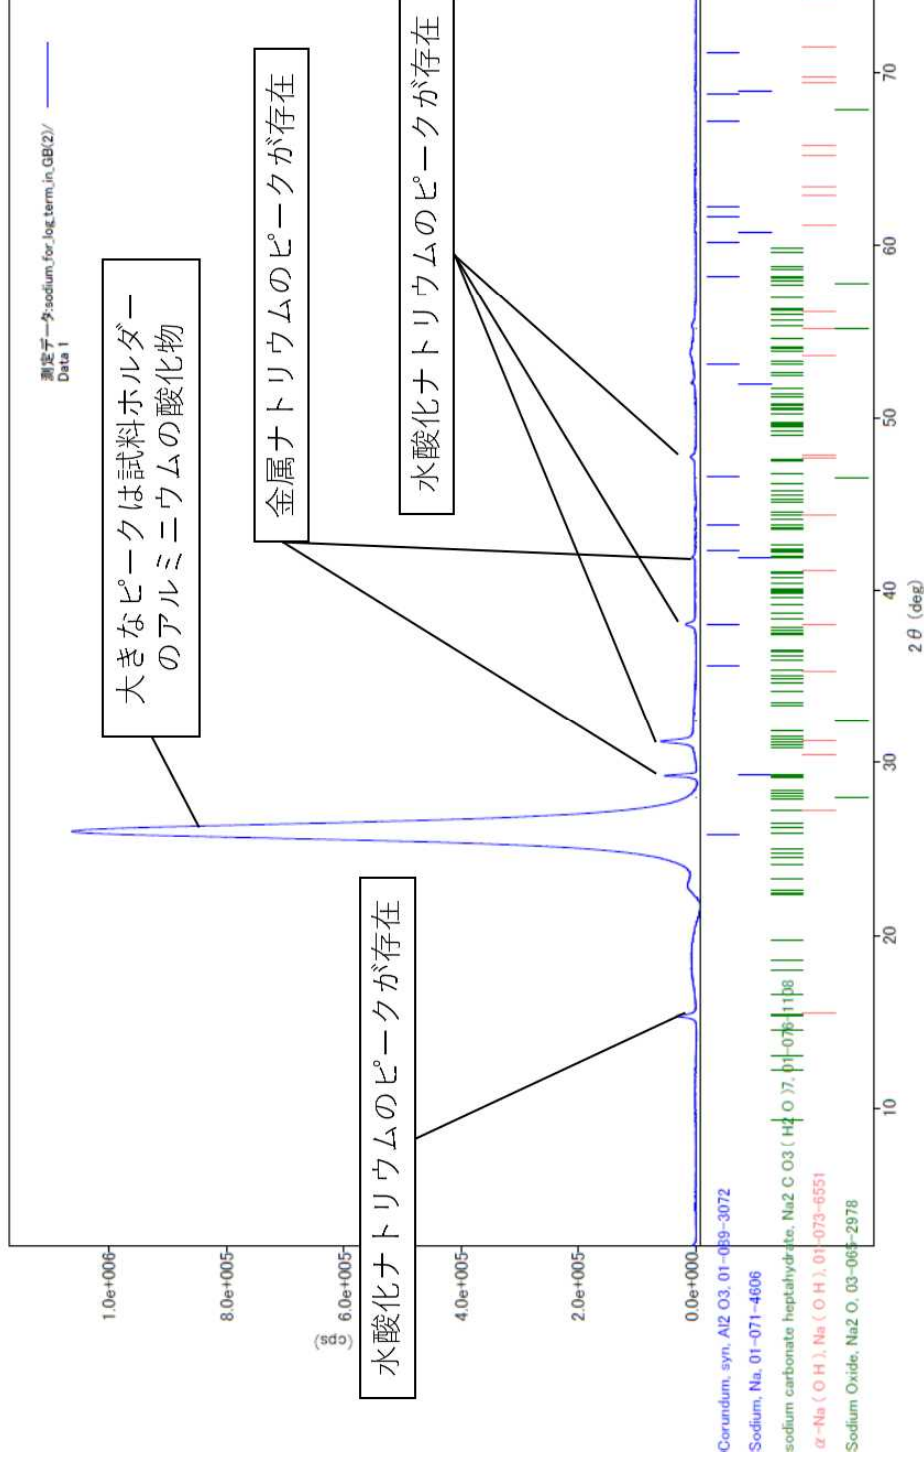 測定データ:sodium_for_log_term_in_GB(2)/
Data 1
大きなピークは試料ホルダー
のアルミニウムの酸化物
金属ナトリウムのピークが存在
水酸化ナトリウムのピークが存在
水酸化ナトリウムのピークが存在
1.0e+006
8.0e+005
6.0e+005
4.0e+005
2.0e+005
0.0e+000
(cps)
Corundum, syn, Al2 O3, 01-089-3072
Sodium, Na, 01-071-4606
sodium carbonate heptahydrate, Na2 C O3 ( H2 O )7, 01-076-1108
α-Na ( O H ), Na ( O H ), 01-073-6551
Sodium Oxide, Na2 O, 03-065-2978
10
20
30
40
50
60
70
2θ (deg)